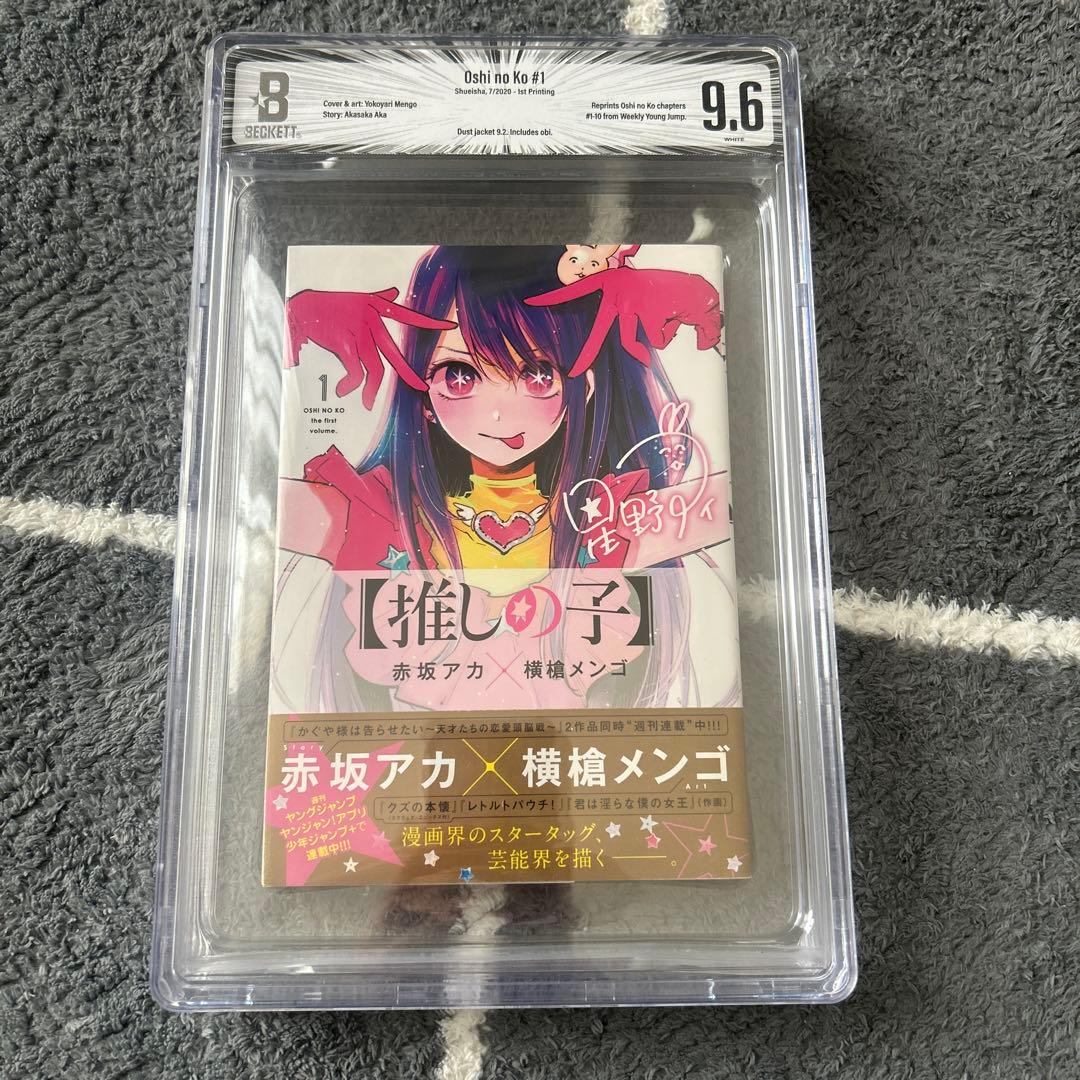 B
BECKETT
Oshi no Ko #1
Shueisha, 7/2020 - 1st Printing
Cover & art: Yokoyari Mengo
Story: Akasaka Aka
Dust jacket 9.2. Includes obi.
Reprints Oshi no Ko chapters
#1-10 from Weekly Young Jump.
9.6
WHITE
1
OSHI NO KO
the first
volume.
星野アイ
【推しの子】
赤坂アカ×横槍メンゴ
『かぐや様は告らせたい～天才たちの恋愛頭脳戦～』2作品同時“週刊連載”中!!!
Story
赤坂アカ×横槍メンゴ
Art
『クズの本懐』『レトルトパウチ!』『君は淫らな僕の女王』(作画)
週刊
ヤングジャンプ
ヤンジャン!アプリ
少年ジャンプ+で
連載中!!!
漫画界のスタータッグ、
芸能界を描く――。